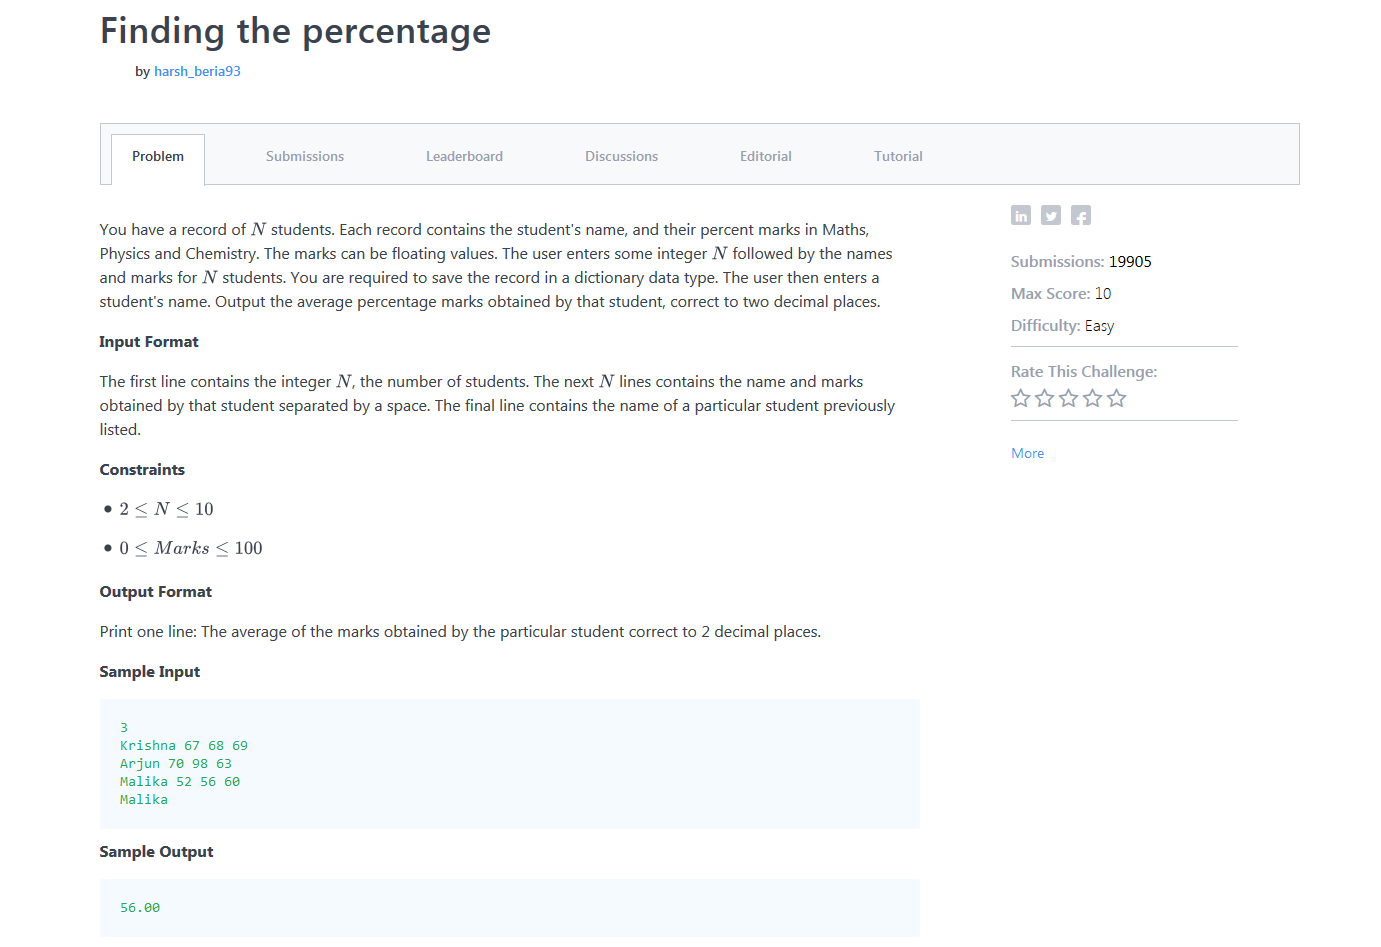 Finding the percentage
by harsh_beria93
Problem
Submissions
Leaderboard
Discussions
Editorial
Tutorial
You have a record of N students. Each record contains the student's name, and their percent marks in Maths,
Physics and Chemistry. The marks can be floating values. The user enters some integer N followed by the names
and marks for N students. You are required to save the record in a dictionary data type. The user then enters a
student's name. Output the average percentage marks obtained by that student, correct to two decimal places.
Input Format
The first line contains the integer N, the number of students. The next N lines contains the name and marks
obtained by that student separated by a space. The final line contains the name of a particular student previously
listed.
Constraints
• 2 ≤ N ≤ 10
• 0 ≤ Marks ≤ 100
Output Format
Print one line: The average of the marks obtained by the particular student correct to 2 decimal places.
Sample Input
3
Krishna 67 68 69
Arjun 70 98 63
Malika 52 56 60
Malika
Sample Output
56.00
in
f
Submissions: 19905
Max Score: 10
Difficulty: Easy
Rate This Challenge:
More